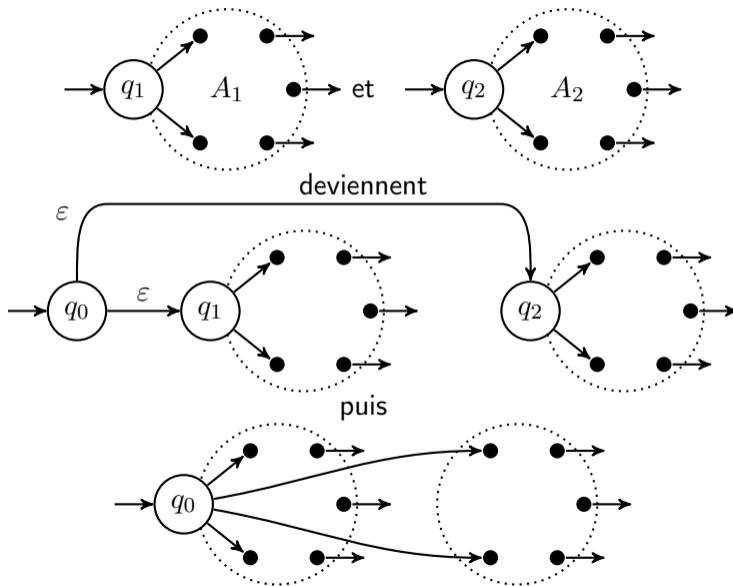 q₁ A₁ et q₂ A₂
deviennent
ε
q₀ ε q₁ q₂
puis
q₀